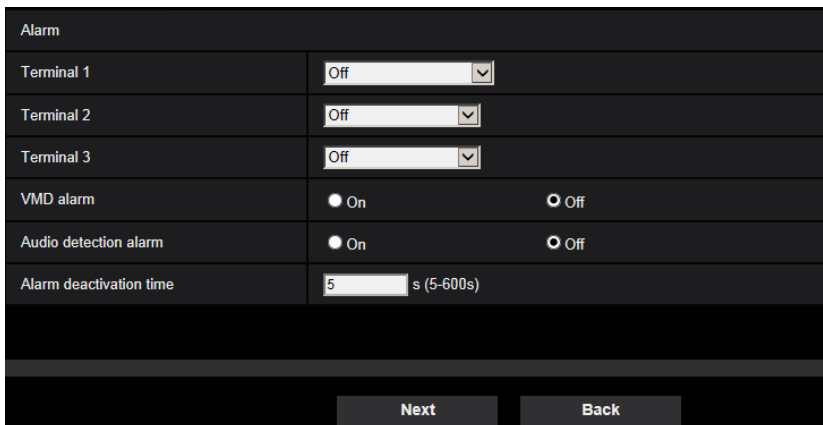 Alarm
Terminal 1 Off
Terminal 2 Off
Terminal 3 Off
VMD alarm On Off
Audio detection alarm On Off
Alarm deactivation time 5 s (5-600s)
Next Back